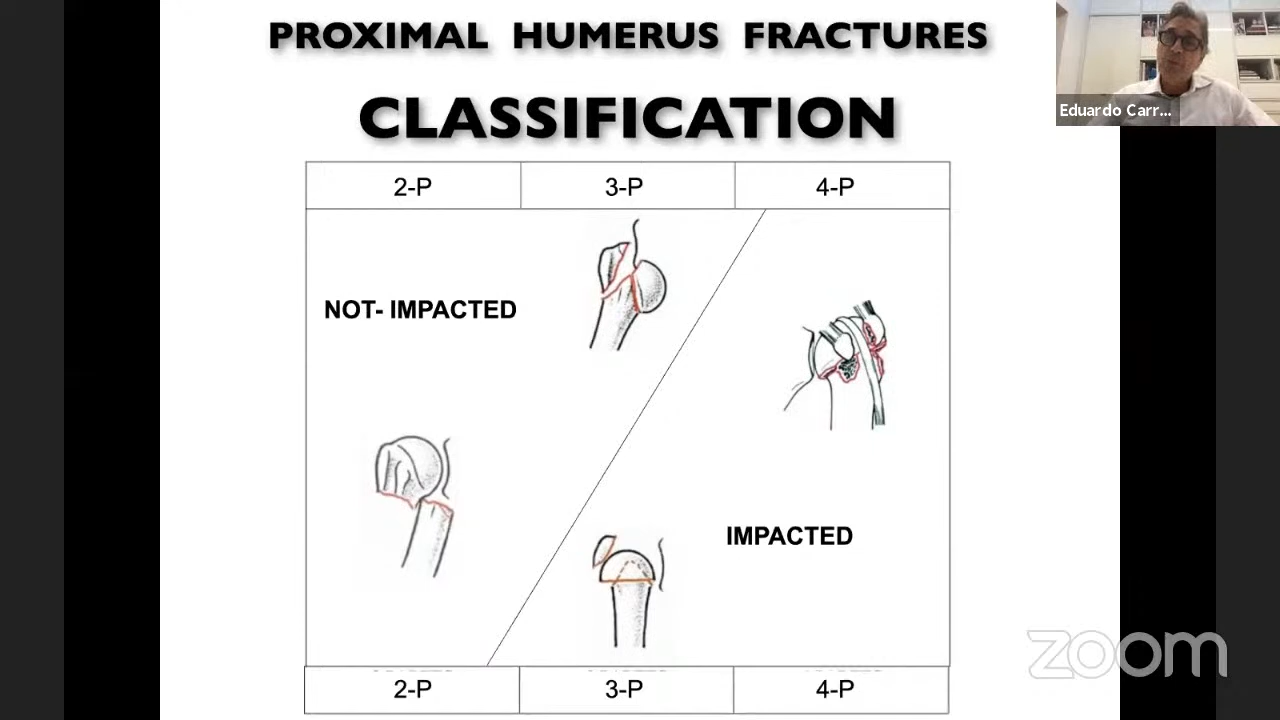 PROXIMAL HUMERUS FRACTURES
CLASSIFICATION
Eduardo Carr...
2-P 3-P 4-P
NOT- IMPACTED
IMPACTED
2-P 3-P 4-P
zoom